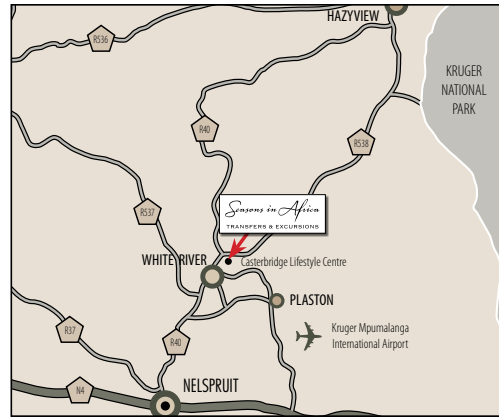 HAZYVIEW
R536
KRUGER
NATIONAL
PARK
R40
R538
Seasons in Africa
TRANSFERS & EXCURSIONS
R537
WHITE RIVER
Casterbridge Lifestyle Centre
PLASTON
Kruger Mpumalanga
International Airport
R37
R40
N4
NELSPRUIT